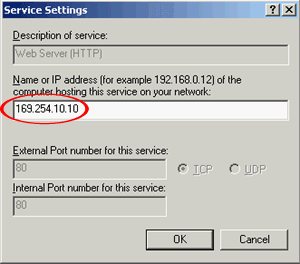 Service Settings
Description of service:
Web Server (HTTP)
Name or IP address (for example 192.168.0.12) of the
computer hosting this service on your network:
169.254.10.10
External Port number for this service:
80
TCP
UDP
Internal Port number for this service:
80
OK
Cancel